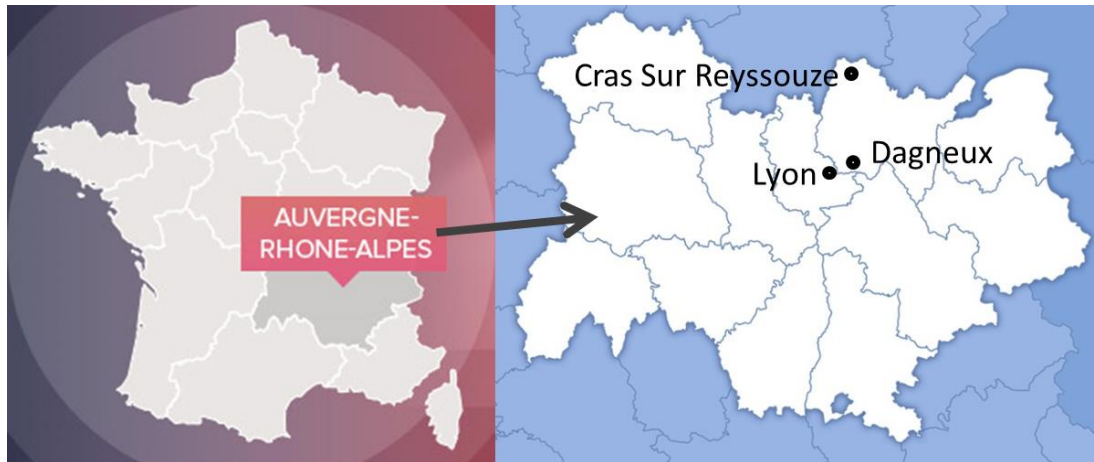 AUVERGNE-
RHONE-ALPES
Cras Sur Reyssouze
Dagneux
Lyon